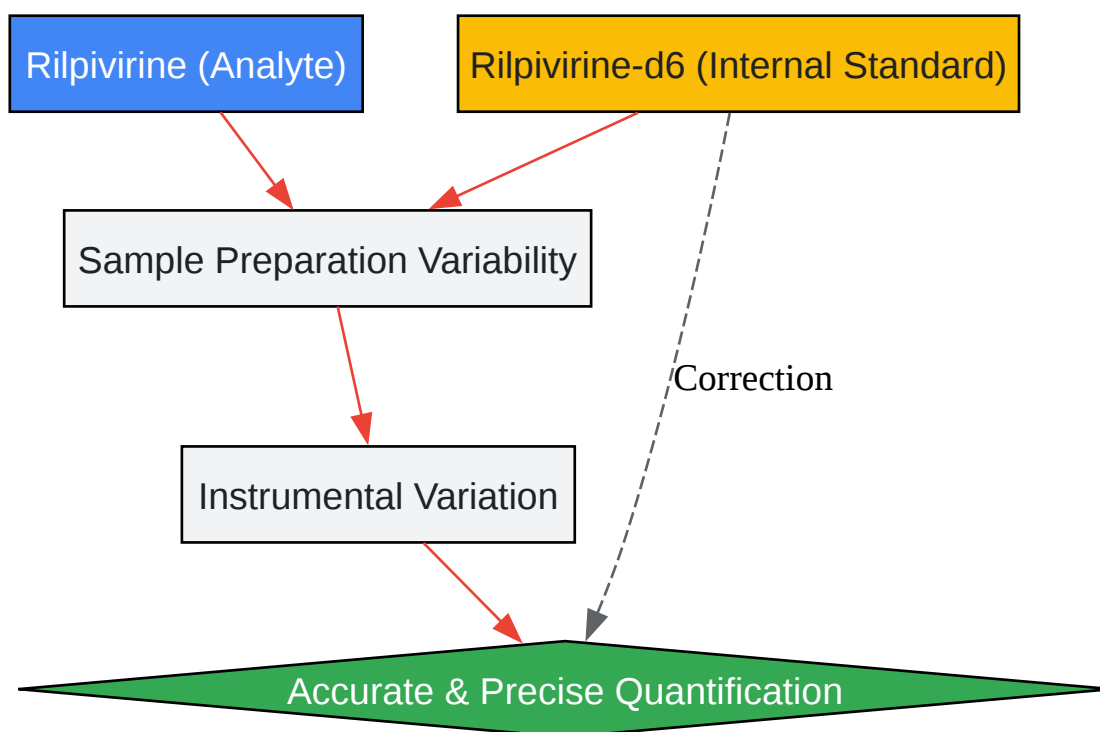 Rilpivirine (Analyte)
Rilpivirine-d6 (Internal Standard)
Sample Preparation Variability
Correction
Instrumental Variation
Accurate & Precise Quantification